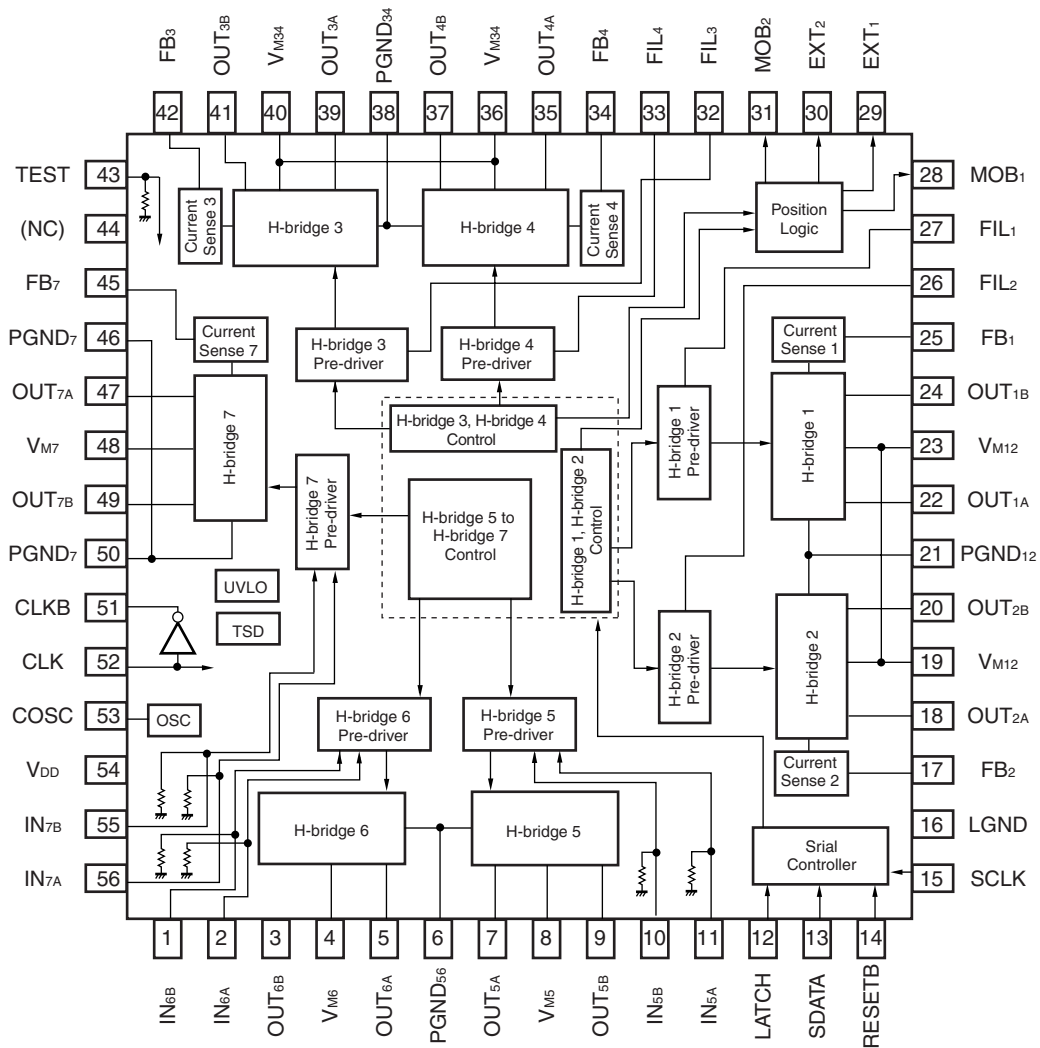 FB3
OUT3B
VM34
OUT3A
PGND34
OUT4B
VM34
OUT4A
FB4
FIL4
FIL3
MOB2
EXT2
EXT1
42
41
40
39
38
37
36
35
34
33
32
31
30
29
TEST
43
(NC)
44
FB7
45
PGND7
46
OUT7A
47
VM7
48
OUT7B
49
PGND7
50
CLKB
51
CLK
52
COSC
53
VDD
54
IN7B
55
IN7A
56
28
MOB1
27
FIL1
26
FIL2
25
FB1
24
OUT1B
23
VM12
22
OUT1A
21
PGND12
20
OUT2B
19
VM12
18
OUT2A
17
FB2
16
LGND
15
SCLK
Current
Sense 3
H-bridge 3
H-bridge 4
Current
Sense 4
Position
Logic
Current
Sense 7
H-bridge 3
Pre-driver
H-bridge 4
Pre-driver
Current
Sense 1
H-bridge 7
H-bridge 3, H-bridge 4
Control
H-bridge 1
Pre-driver
H-bridge 1
H-bridge 7
Pre-driver
H-bridge 5 to
H-bridge 7
Control
H-bridge 1, H-bridge 2
Control
UVLO
TSD
H-bridge 2
Pre-driver
H-bridge 2
OSC
H-bridge 6
Pre-driver
H-bridge 5
Pre-driver
Current
Sense 2
H-bridge 6
H-bridge 5
Srial
Controller
1
2
3
4
5
6
7
8
9
10
11
12
13
14
IN6B
IN6A
OUT6B
VM6
OUT6A
PGND56
OUT5A
VM5
OUT5B
IN5B
IN5A
LATCH
SDATA
RESETB